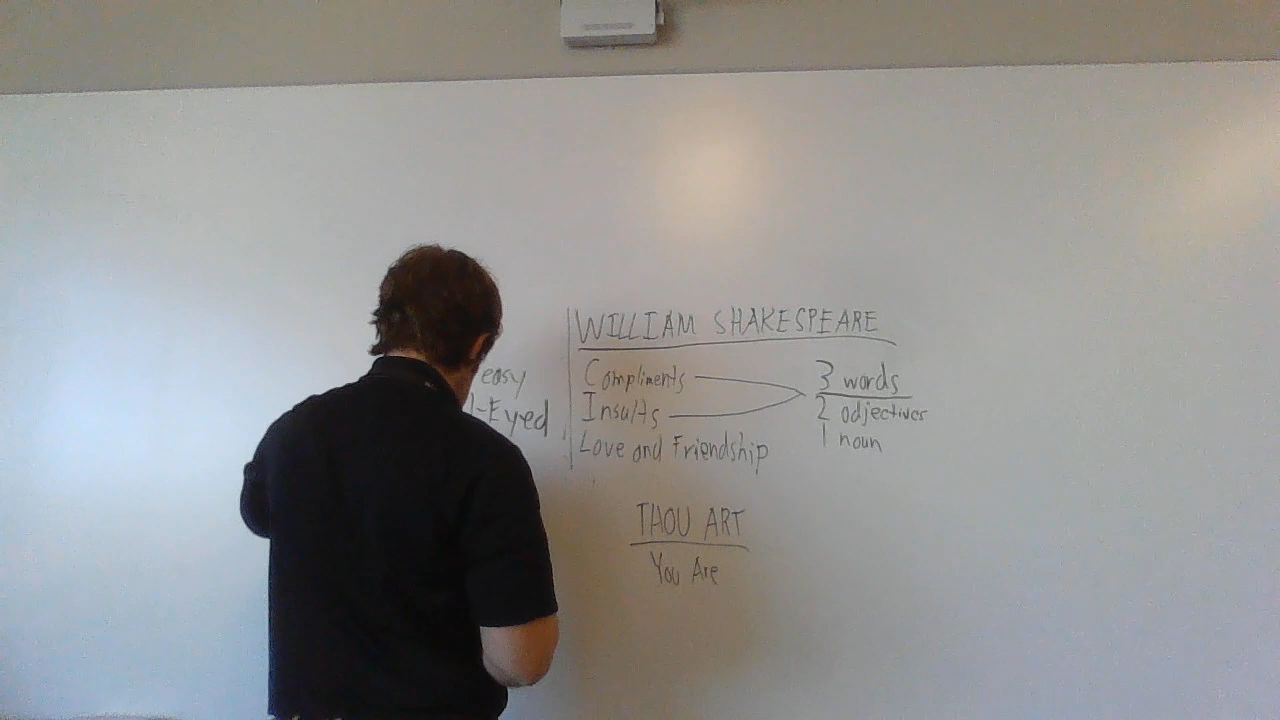 WILLIAM SHAKESPEARE
easy
-Eyed
Compliments
Insults
Love and Friendship
3 words
2 adjectives
1 noun
THOU ART
You Are